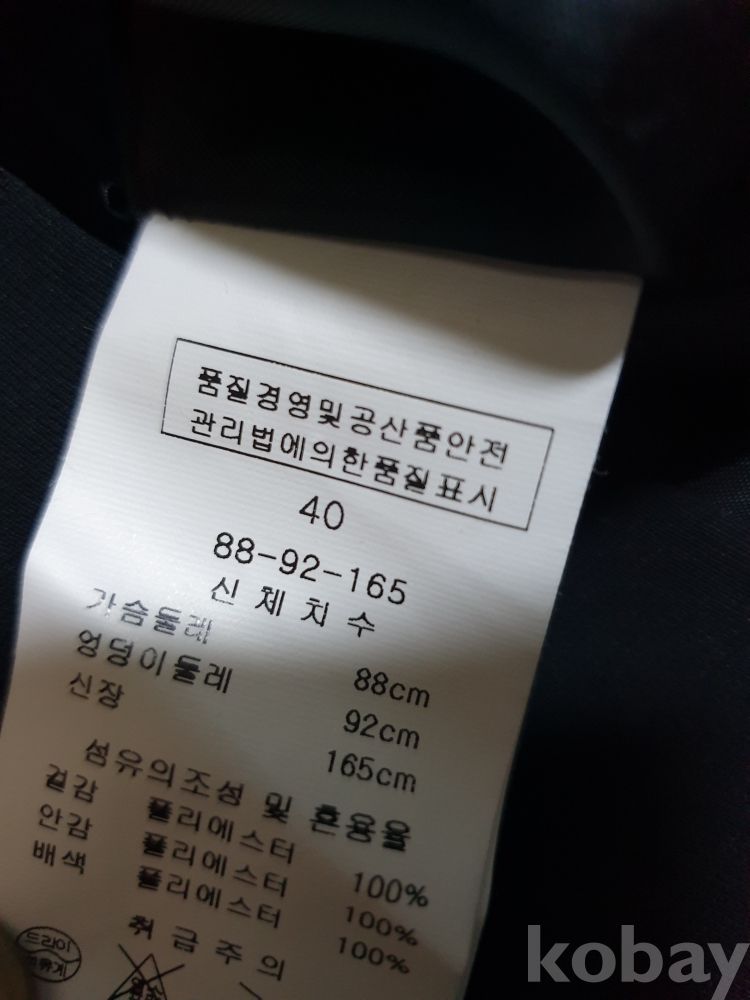 품질경영및공산품안전
관리법에의한품질표시
40
88-92-165
신체치수
가슴둘레 88cm
엉덩이둘레 92cm
신장 165cm
섬유의조성 및 혼용율
겉감 폴리에스터 100%
안감 폴리에스터 100%
배색 폴리에스터 100%
취급주의
드라이
kobay